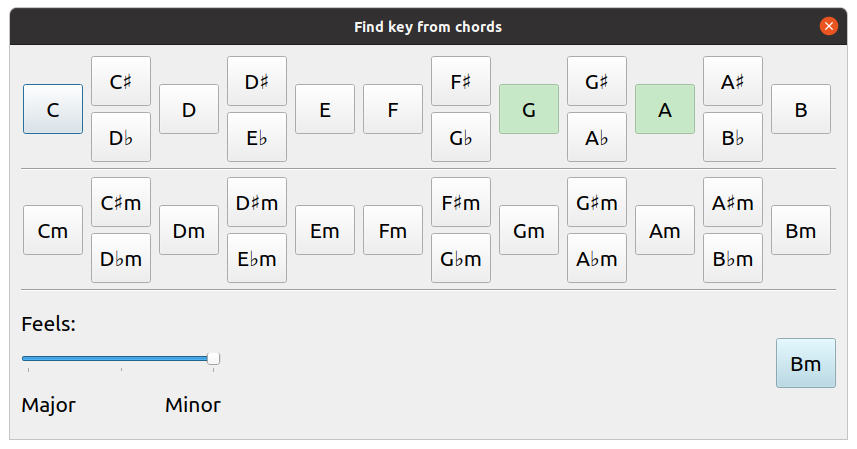 Find key from chords
C♯ D♯ F♯ G♯ A♯
C D E F G A B
D♭ E♭ G♭ A♭ B♭
C♯m D♯m F♯m G♯m A♯m
Cm Dm Em Fm Gm Am Bm
D♭m E♭m G♭m A♭m B♭m
Feels:
Bm
Major Minor